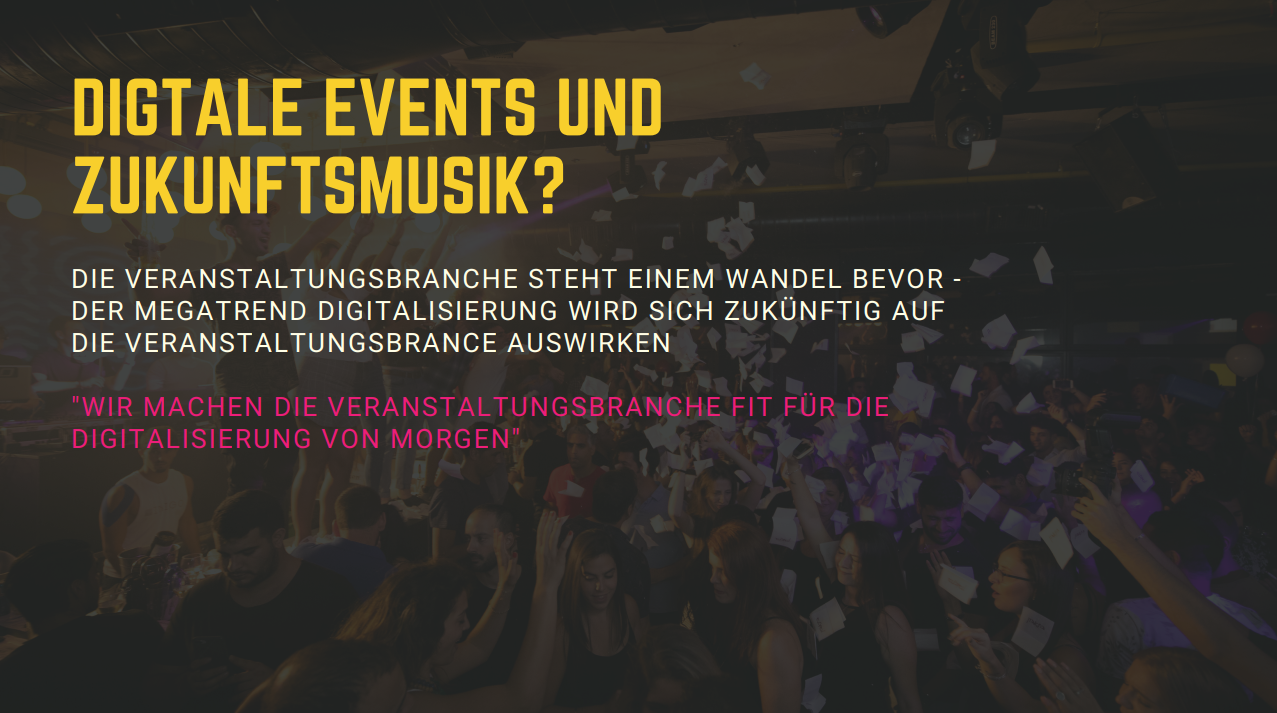 DIGTALE EVENTS UND
ZUKUNFTSMUSIK?
DIE VERANSTALTUNGSBRANCHE STEHT EINEM WANDEL BEVOR -
DER MEGATREND DIGITALISIERUNG WIRD SICH ZUKÜNFTIG AUF
DIE VERANSTALTUNGSBRANCE AUSWIRKEN
"WIR MACHEN DIE VERANSTALTUNGSBRANCHE FIT FÜR DIE
DIGITALISIERUNG VON MORGEN"